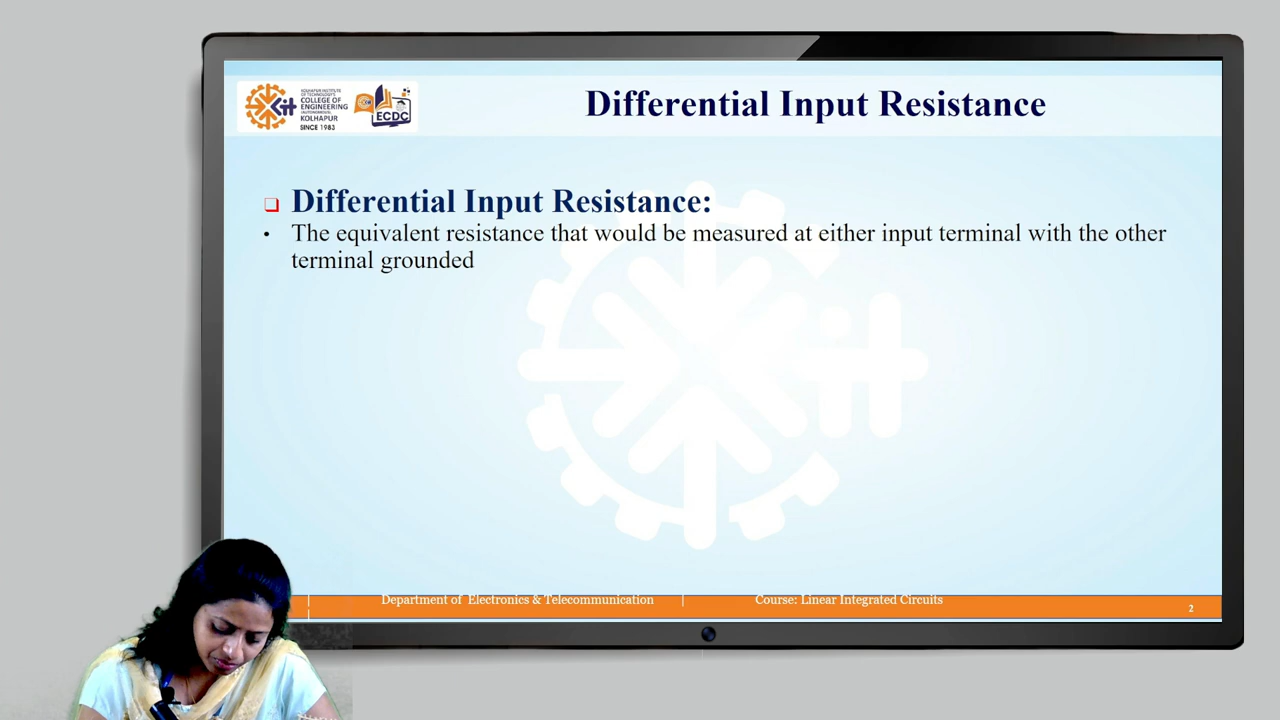 KOLHAPUR INSTITUTE
OF TECHNOLOGY'S
COLLEGE OF
ENGINEERING
(AUTONOMOUS)
KOLHAPUR
SINCE 1983
ECDC
Differential Input Resistance
❑ Differential Input Resistance:
• The equivalent resistance that would be measured at either input terminal with the other
terminal grounded
| Department of Electronics & Telecommunication | Course: Linear Integrated Circuits
|
2